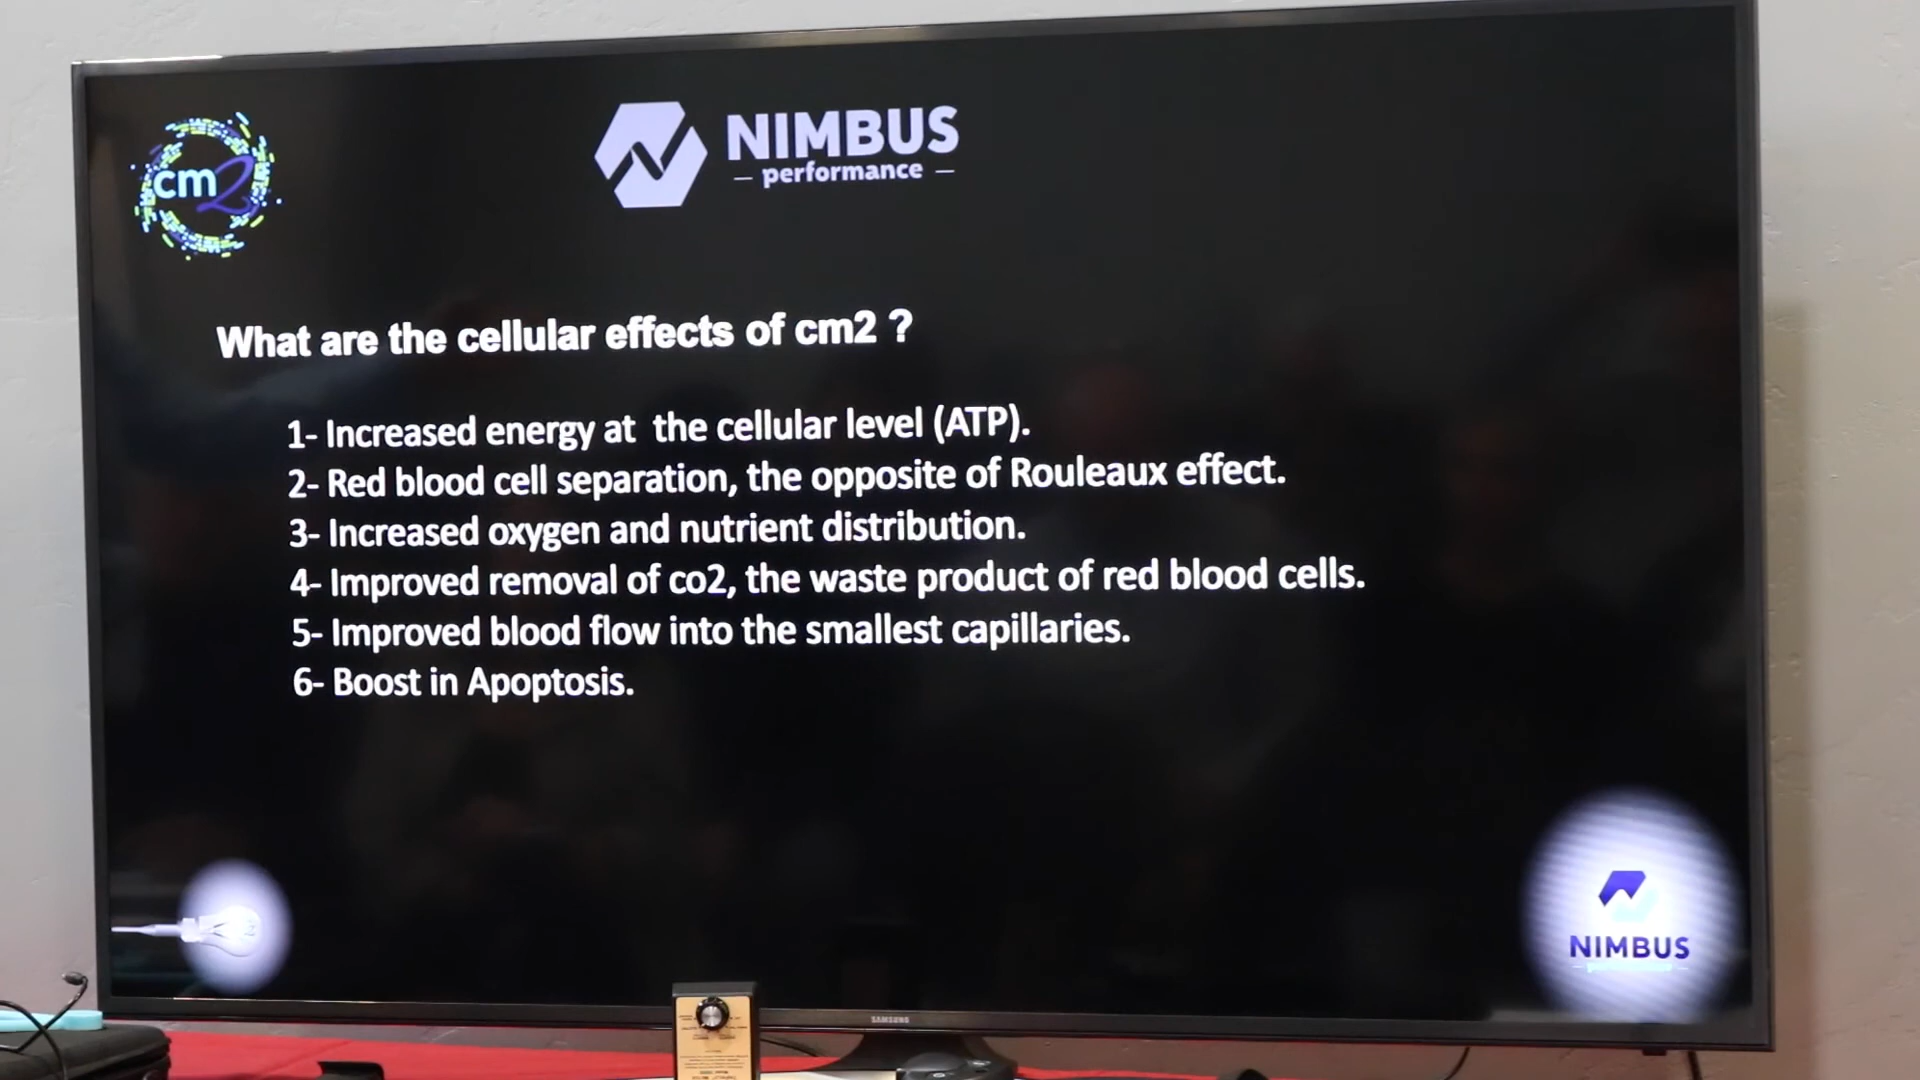 cm2
NIMBUS
performance
What are the cellular effects of cm2 ?
1- Increased energy at the cellular level (ATP).
2- Red blood cell separation, the opposite of Rouleaux effect.
3- Increased oxygen and nutrient distribution.
4- Improved removal of co2, the waste product of red blood cells.
5- Improved blood flow into the smallest capillaries.
6- Boost in Apoptosis.
NIMBUS
performance
SAMSUNG